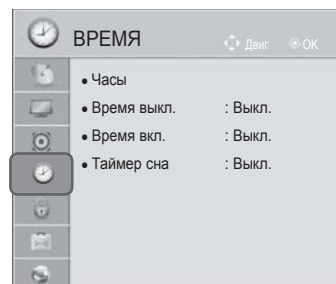 ВРЕМЯ Двиг OK
• Часы
• Время выкл. : Выкл.
• Время вкл. : Выкл.
• Таймер сна : Выкл.